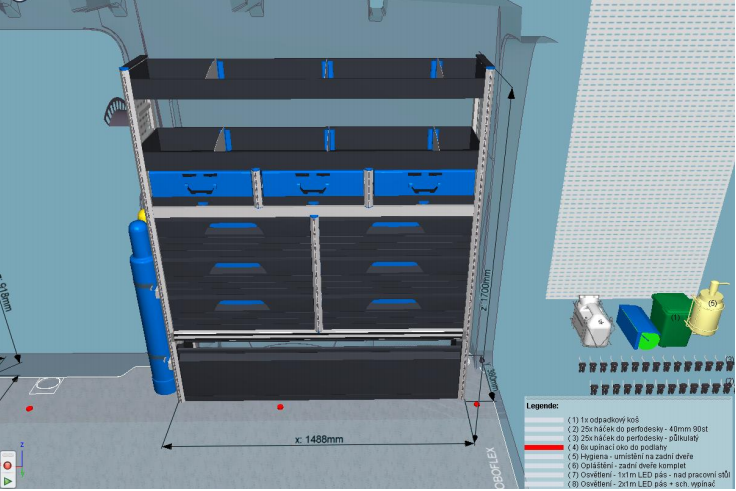 918mm
z: 1700mm
(5)
(1)
x: 1488mm
OBOFLEX
Legende:
(1) 1x odpadkový koš
(2) 25x háček do perfodesky - 40mm 90st
(3) 25x háček do perfodesky - půlkulatý
(4) 6x upínací oko do podlahy
(5) Hygiena - umístění na zadní dveře
(6) Opláštění - zadní dveře komplet
(7) Osvětlení - 1x1m LED pás - nad pracovní stůl
(8) Osvětlení - 2x1m LED pás + sch. vypínač
z